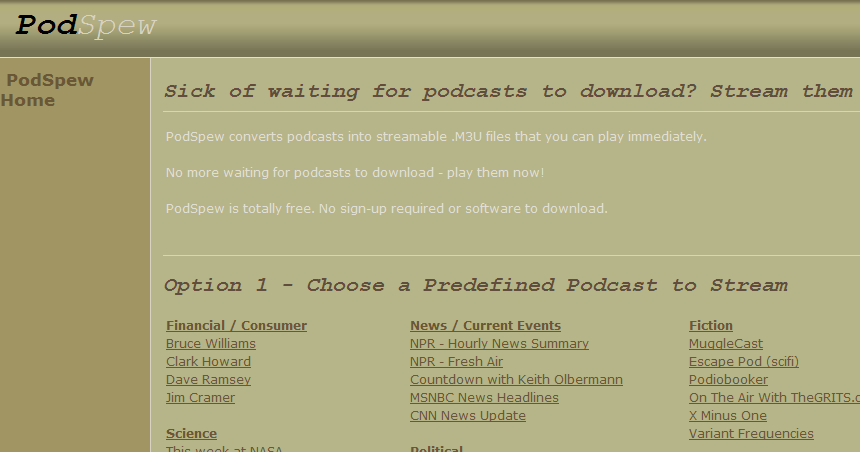 PodSpew
PodSpew
Home
Sick of waiting for podcasts to download? Stream them
PodSpew converts podcasts into streamable .M3U files that you can play immediately.
No more waiting for podcasts to download - play them now!
PodSpew is totally free. No sign-up required or software to download.
Option 1 - Choose a Predefined Podcast to Stream
Financial / Consumer
Bruce Williams
Clark Howard
Dave Ramsey
Jim Cramer
Science
This week at NASA
News / Current Events
NPR - Hourly News Summary
NPR - Fresh Air
Countdown with Keith Olbermann
MSNBC News Headlines
CNN News Update
Political
Fiction
MuggleCast
Escape Pod (scifi)
Podiobooker
On The Air With TheGRITS.c
X Minus One
Variant Frequencies